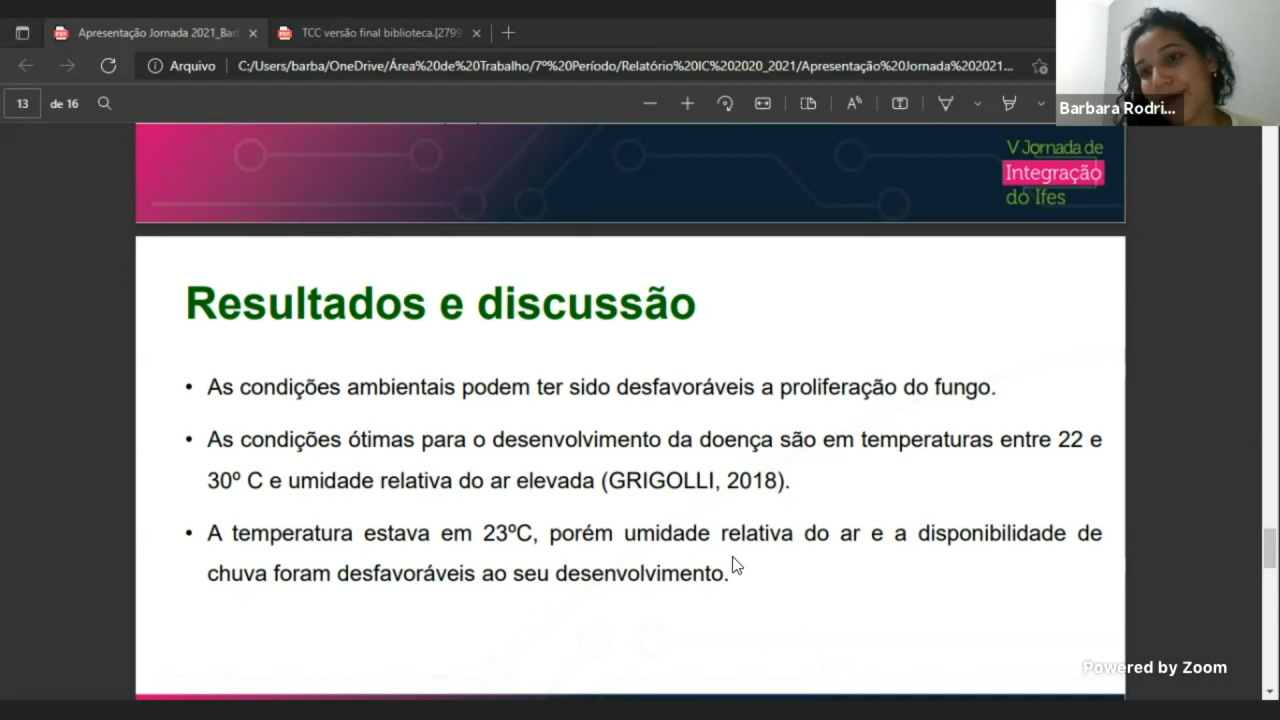 Apresentação Jornada 2021_Bar
TCC versão final biblioteca.[2799
Arquivo
C:/Users/barba/OneDrive/Área%20de%20Trabalho/7º%20Período/Relatório%20IC%202020_2021/Apresentação%20Jornada%202021...
13 de 16
Barbara Rodri...
V Jornada de
Integração
do Ifes
Resultados e discussão
• As condições ambientais podem ter sido desfavoráveis a proliferação do fungo.
• As condições ótimas para o desenvolvimento da doença são em temperaturas entre 22 e
30º C e umidade relativa do ar elevada (GRIGOLLI, 2018).
• A temperatura estava em 23ºC, porém umidade relativa do ar e a disponibilidade de
chuva foram desfavoráveis ao seu desenvolvimento.
Powered by Zoom